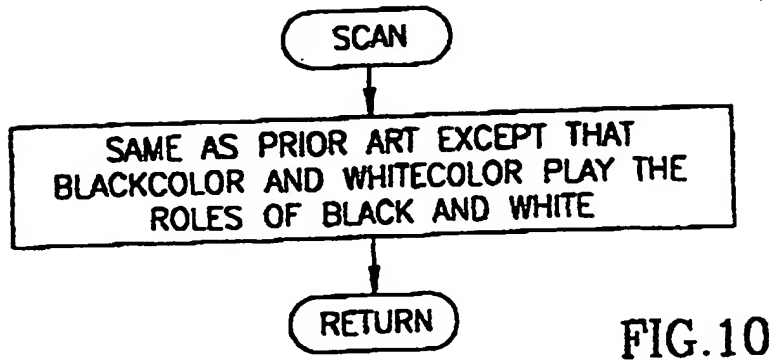 SCAN
SAME AS PRIOR ART EXCEPT THAT
BLACKCOLOR AND WHITECOLOR PLAY THE
ROLES OF BLACK AND WHITE
RETURN
FIG.10